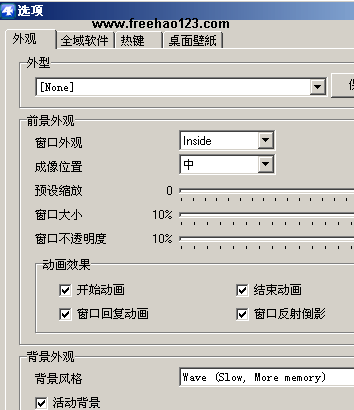 选项
www.freehao123.com
外观 全域软件 热键 桌面壁紙
外型
[None]
前景外观
窗口外观 Inside
成像位置 中
预设缩放 0
窗口大小 10%
窗口不透明度 10%
动画效果
开始动画 结束动画
窗口回复动画 窗口反射倒影
背景外观
背景风格 Wave (Slow, More memory)
活动背景